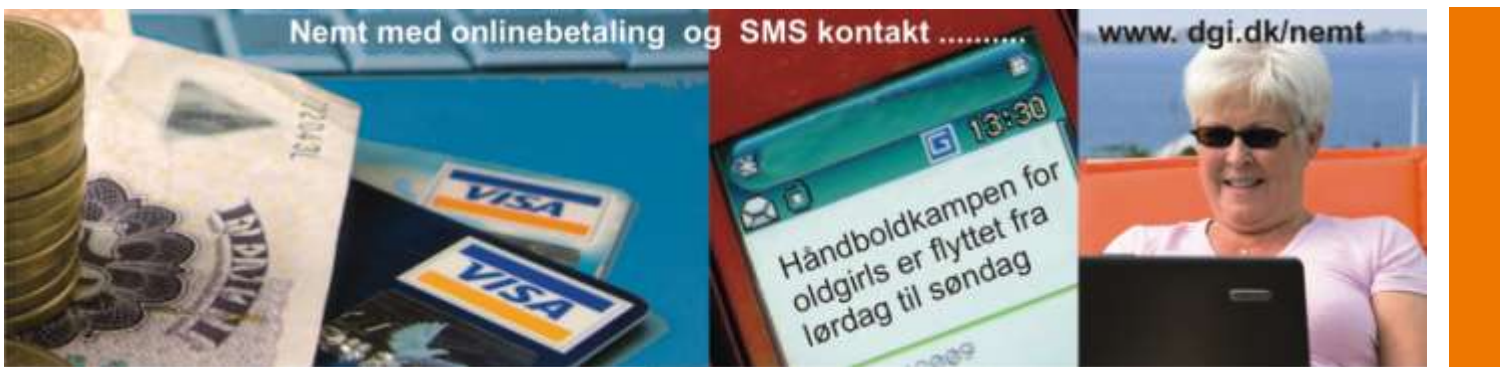 Nemt med onlinebetaling og SMS kontakt ..........
www. dgi.dk/nemt
VISA
VISA
FEMTI
13:30
Håndboldkampen for
oldgirls er flyttet fra
lørdag til søndag